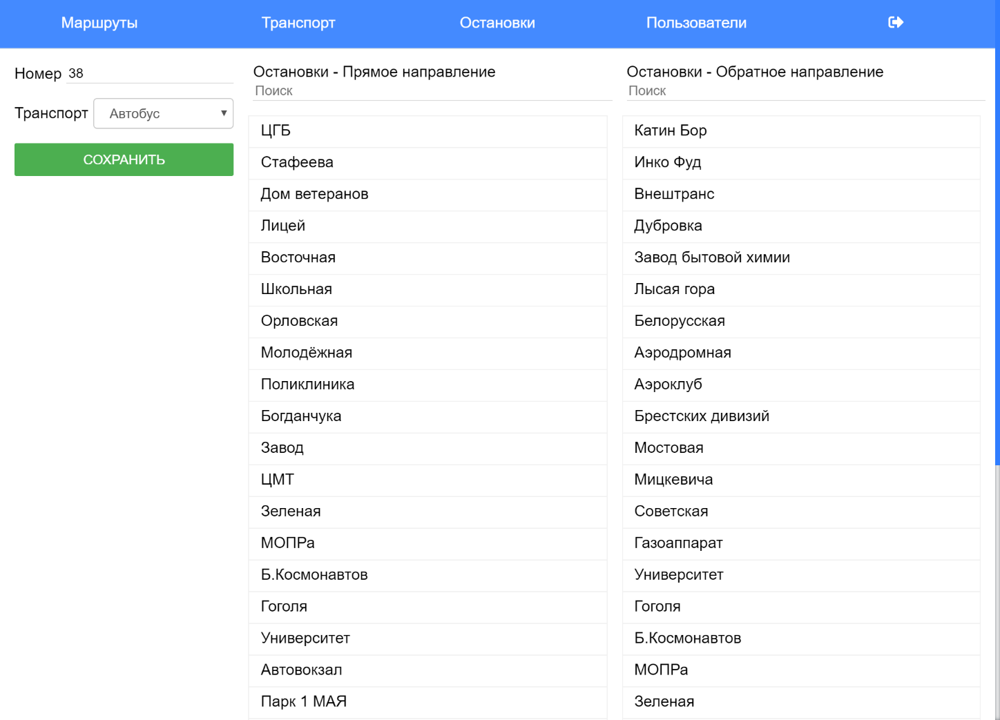 Маршруты
Транспорт
Остановки
Пользователи
Номер 38
Транспорт Автобус
СОХРАНИТЬ
Остановки - Прямое направление
Поиск
ЦГБ
Стафеева
Дом ветеранов
Лицей
Восточная
Школьная
Орловская
Молодёжная
Поликлиника
Богданчука
Завод
ЦМТ
Зеленая
МОПРа
Б.Космонавтов
Гоголя
Университет
Автовокзал
Парк 1 МАЯ
Остановки - Обратное направление
Поиск
Катин Бор
Инко Фуд
Внештранс
Дубровка
Завод бытовой химии
Лысая гора
Белорусская
Аэродромная
Аэроклуб
Брестских дивизий
Мостовая
Мицкевича
Советская
Газоаппарат
Университет
Гоголя
Б.Космонавтов
МОПРа
Зеленая